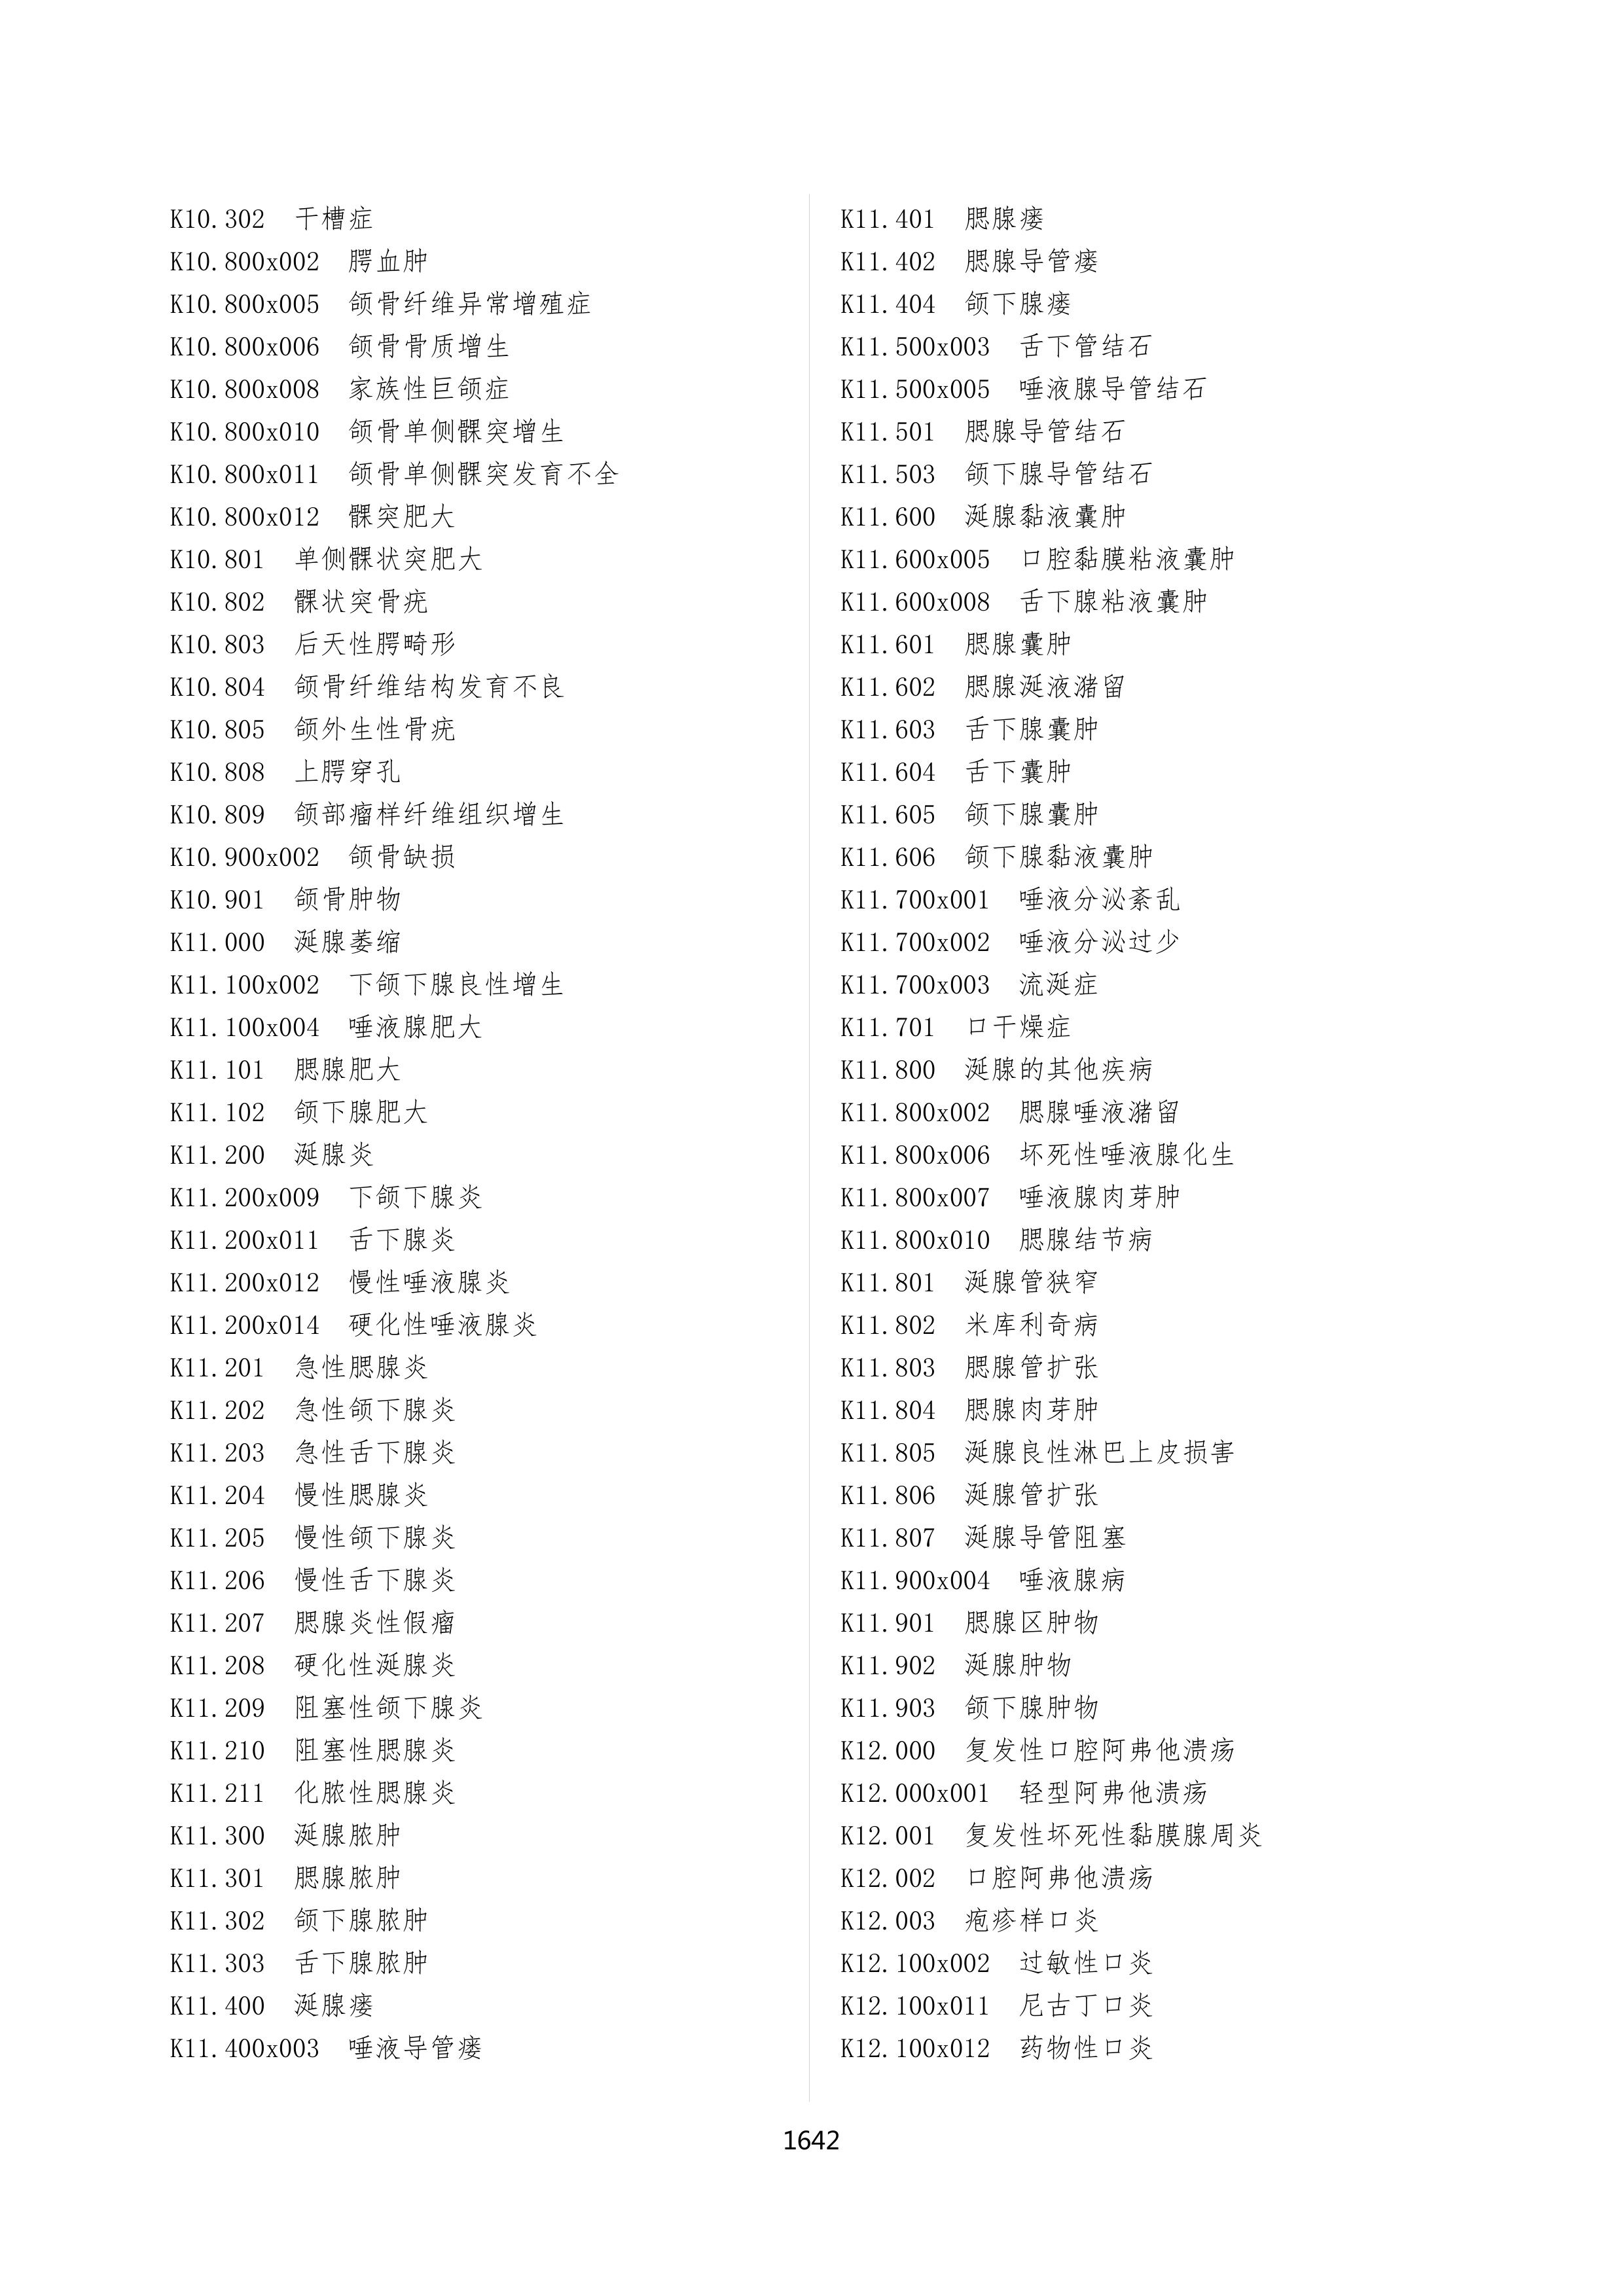 K10.302 干槽症
K10.800x002 腭血肿
K10.800x005 颌骨纤维异常增殖症
K10.800x006 颌骨骨质增生
K10.800x008 家族性巨颌症
K10.800x010 颌骨单侧髁突增生
K10.800x011 颌骨单侧髁突发育不全
K10.800x012 髁突肥大
K10.801 单侧髁状突肥大
K10.802 髁状突骨疣
K10.803 后天性腭畸形
K10.804 颌骨纤维结构发育不良
K10.805 颌外生性骨疣
K10.808 上腭穿孔
K10.809 颌部瘤样纤维组织增生
K10.900x002 颌骨缺损
K10.901 颌骨肿物
K11.000 涎腺萎缩
K11.100x002 下颌下腺良性增生
K11.100x004 唾液腺肥大
K11.101 腮腺肥大
K11.102 颌下腺肥大
K11.200 涎腺炎
K11.200x009 下颌下腺炎
K11.200x011 舌下腺炎
K11.200x012 慢性唾液腺炎
K11.200x014 硬化性唾液腺炎
K11.201 急性腮腺炎
K11.202 急性颌下腺炎
K11.203 急性舌下腺炎
K11.204 慢性腮腺炎
K11.205 慢性颌下腺炎
K11.206 慢性舌下腺炎
K11.207 腮腺炎性假瘤
K11.208 硬化性涎腺炎
K11.209 阻塞性颌下腺炎
K11.210 阻塞性腮腺炎
K11.211 化脓性腮腺炎
K11.300 涎腺脓肿
K11.301 腮腺脓肿
K11.302 颌下腺脓肿
K11.303 舌下腺脓肿
K11.400 涎腺瘘
K11.400x003 唾液导管瘘
K11.401 腮腺瘘
K11.402 腮腺导管瘘
K11.404 颌下腺瘘
K11.500x003 舌下管结石
K11.500x005 唾液腺导管结石
K11.501 腮腺导管结石
K11.503 颌下腺导管结石
K11.600 涎腺黏液囊肿
K11.600x005 口腔黏膜粘液囊肿
K11.600x008 舌下腺粘液囊肿
K11.601 腮腺囊肿
K11.602 腮腺涎液潴留
K11.603 舌下腺囊肿
K11.604 舌下囊肿
K11.605 颌下腺囊肿
K11.606 颌下腺黏液囊肿
K11.700x001 唾液分泌紊乱
K11.700x002 唾液分泌过少
K11.700x003 流涎症
K11.701 口干燥症
K11.800 涎腺的其他疾病
K11.800x002 腮腺唾液潴留
K11.800x006 坏死性唾液腺化生
K11.800x007 唾液腺肉芽肿
K11.800x010 腮腺结节病
K11.801 涎腺管狭窄
K11.802 米库利奇病
K11.803 腮腺管扩张
K11.804 腮腺肉芽肿
K11.805 涎腺良性淋巴上皮损害
K11.806 涎腺管扩张
K11.807 涎腺导管阻塞
K11.900x004 唾液腺病
K11.901 腮腺区肿物
K11.902 涎腺肿物
K11.903 颌下腺肿物
K12.000 复发性口腔阿弗他溃疡
K12.000x001 轻型阿弗他溃疡
K12.001 复发性坏死性黏膜腺周炎
K12.002 口腔阿弗他溃疡
K12.003 疱疹样口炎
K12.100x002 过敏性口炎
K12.100x011 尼古丁口炎
K12.100x012 药物性口炎
1642